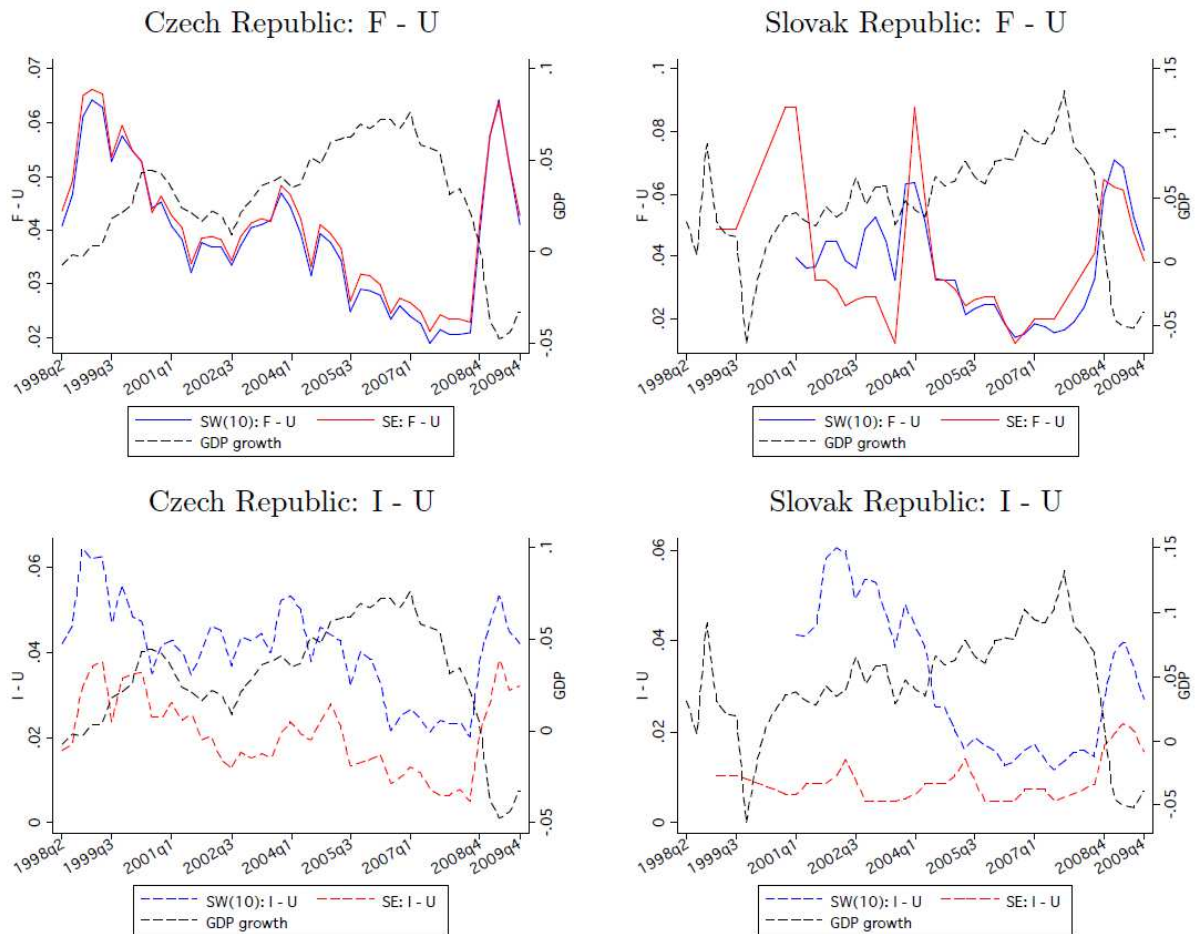 Czech Republic: F - U
.07
.06
.05
.04
.03
.02
F - U
.1
.05
0
-.05
GDP
1998q2
1999q3
2001q1
2002q3
2004q1
2005q3
2007q1
2008q4
2009q4
SW(10): F - U
SE: F - U
GDP growth
Slovak Republic: F - U
.1
.08
.06
.04
.02
F - U
.15
.1
.05
0
-.05
GDP
1998q2
1999q3
2001q1
2002q3
2004q1
2005q3
2007q1
2008q4
2009q4
SW(10): F - U
SE: F - U
GDP growth
Czech Republic: I - U
.06
.04
.02
0
I - U
.1
.05
0
-.05
GDP
1998q2
1999q3
2001q1
2002q3
2004q1
2005q3
2007q1
2008q4
2009q4
SW(10): I - U
SE: I - U
GDP growth
Slovak Republic: I - U
.06
.04
.02
0
I - U
.15
.1
.05
0
-.05
GDP
1998q2
1999q3
2001q1
2002q3
2004q1
2005q3
2007q1
2008q4
2009q4
SW(10): I - U
SE: I - U
GDP growth